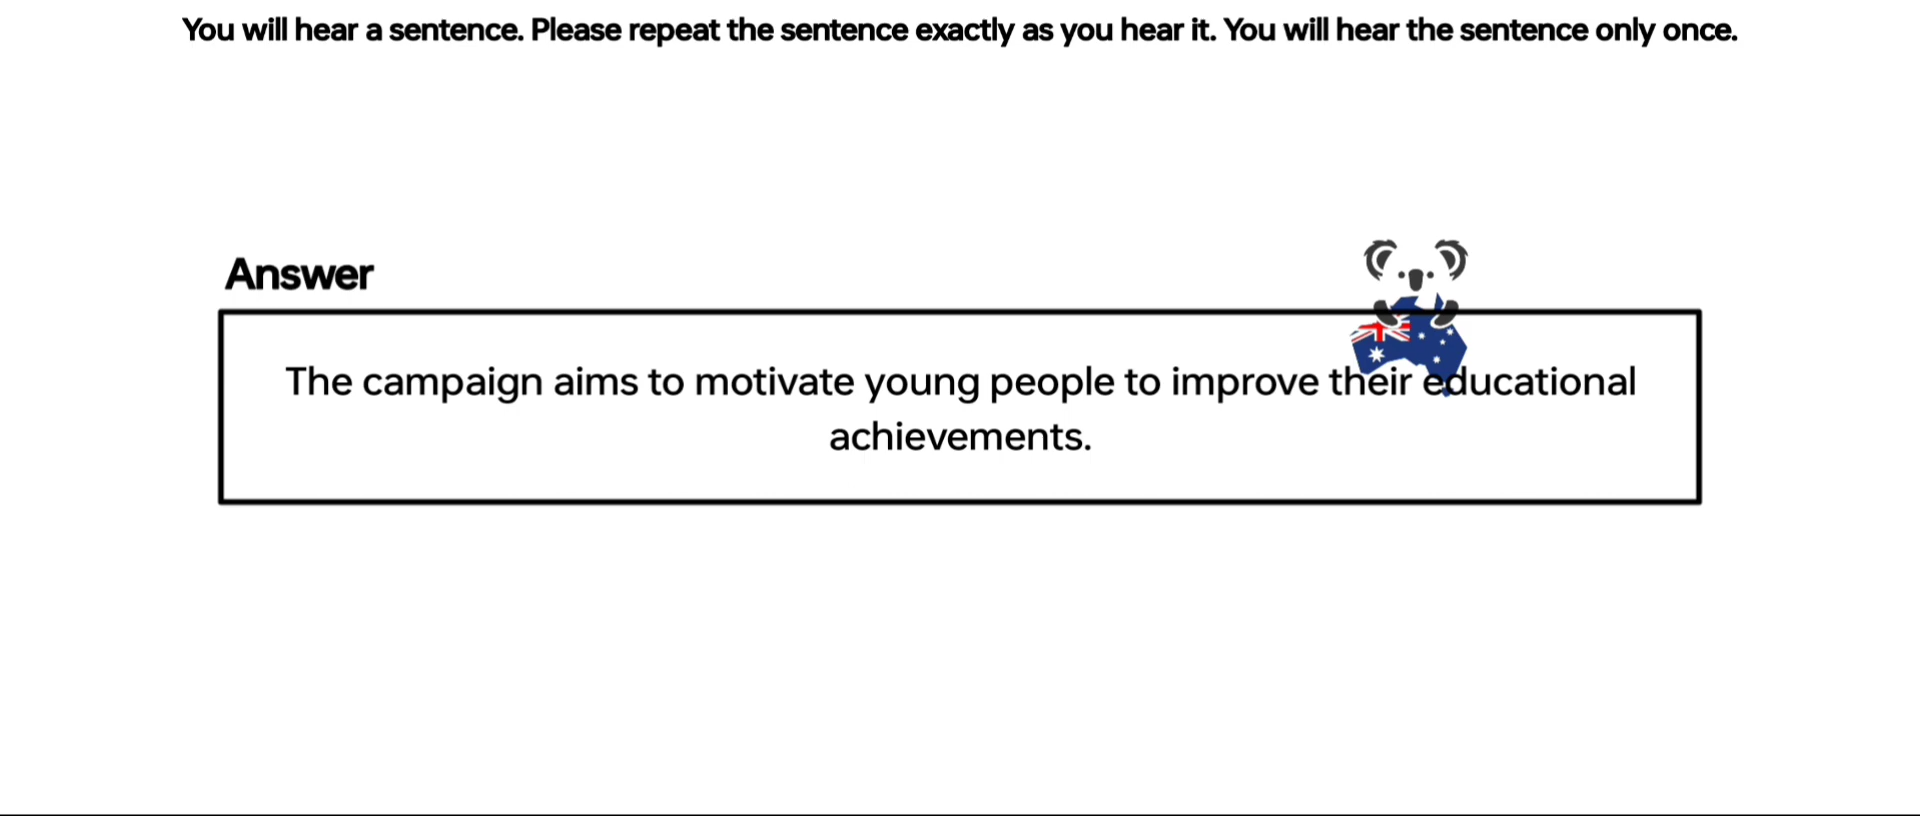 You will hear a sentence. Please repeat the sentence exactly as you hear it. You will hear the sentence only once.
Answer
The campaign aims to motivate young people to improve their educational
achievements.